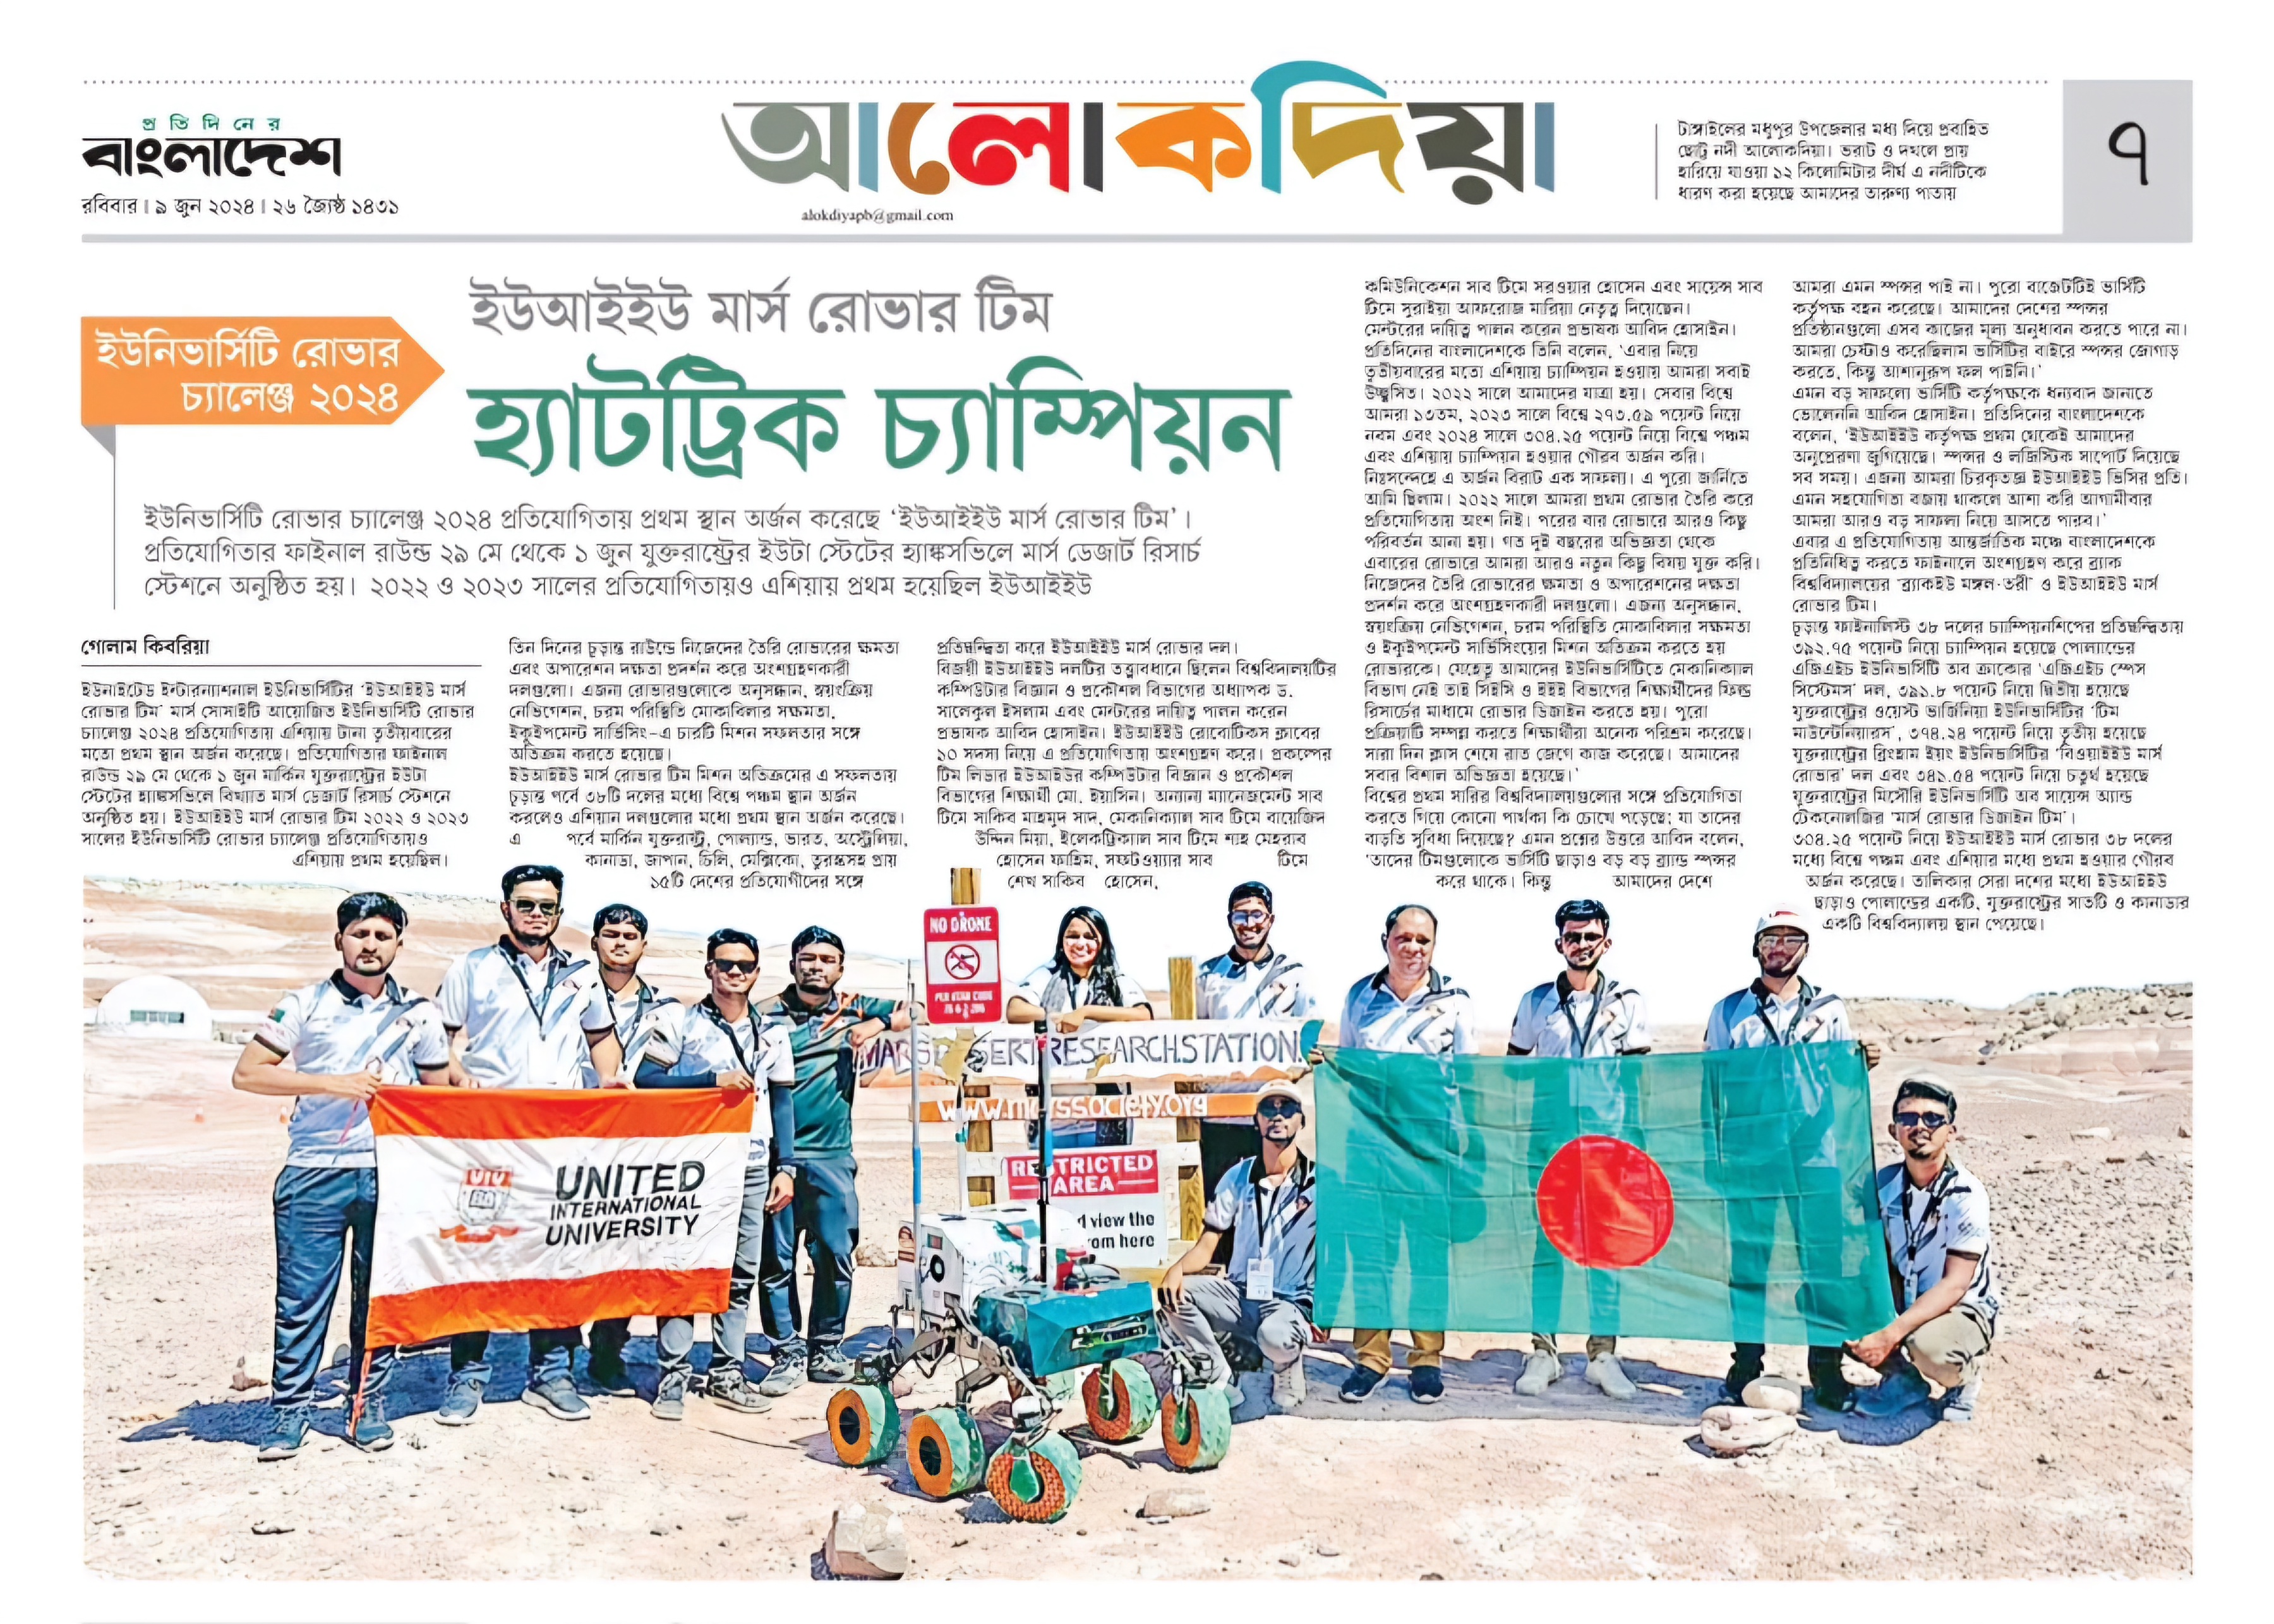 প্রতিদিনের
বাংলাদেশ
রবিবার । ৯ জুন ২০২৪ । ২৬ জ্যৈষ্ঠ ১৪৩১
আলোকদিয়া
alokdiyapb@gmail.com
টাঙ্গাইলের মধুপুর উপজেলার মধ্য দিয়ে প্রবাহিত
ছোট্ট নদী আলোকদিয়া। ভরাট ও দখলে প্রায়
হারিয়ে যাওয়া ১২ কিলোমিটার দীর্ঘ এ নদীটিকে
ধারণ করা হয়েছে আমাদের তারুণ্য পাতায়
৭
ইউনিভার্সিটি রোভার
চ্যালেঞ্জ ২০২৪
ইউআইইউ মার্স রোভার টিম
হ্যাটট্রিক চ্যাম্পিয়ন
ইউনিভার্সিটি রোভার চ্যালেঞ্জ ২০২৪ প্রতিযোগিতায় প্রথম স্থান অর্জন করেছে ‘ইউআইইউ মার্স রোভার টিম’।
প্রতিযোগিতার ফাইনাল রাউন্ড ২৯ মে থেকে ১ জুন যুক্তরাষ্ট্রের ইউটা স্টেটের হ্যাঙ্কসভিলে মার্স ডেজার্ট রিসার্চ
স্টেশনে অনুষ্ঠিত হয়। ২০২২ ও ২০২৩ সালের প্রতিযোগিতায়ও এশিয়ায় প্রথম হয়েছিল ইউআইইউ
গোলাম কিবরিয়া
ইউনাইটেড ইন্টারন্যাশনাল ইউনিভার্সিটির ‘ইউআইইউ মার্স
রোভার টিম’ মার্স সোসাইটি আয়োজিত ইউনিভার্সিটি রোভার
চ্যালেঞ্জ ২০২৪ প্রতিযোগিতায় এশিয়ায় টানা তৃতীয়বারের
মতো প্রথম স্থান অর্জন করেছে। প্রতিযোগিতার ফাইনাল
রাউন্ড ২৯ মে থেকে ১ জুন মার্কিন যুক্তরাষ্ট্রের ইউটা
স্টেটের হ্যাঙ্কসভিলে বিখ্যাত মার্স ডেজার্ট রিসার্চ স্টেশনে
অনুষ্ঠিত হয়। ইউআইইউ মার্স রোভার টিম ২০২২ ও ২০২৩
সালের ইউনিভার্সিটি রোভার চ্যালেঞ্জ প্রতিযোগিতায়ও
এশিয়ায় প্রথম হয়েছিল।
তিন দিনের চূড়ান্ত রাউন্ডে নিজেদের তৈরি রোভারের ক্ষমতা
এবং অপারেশন দক্ষতা প্রদর্শন করে অংশগ্রহণকারী
দলগুলো। এজন্য রোভারগুলোকে অনুসন্ধান, স্বয়ংক্রিয়
নেভিগেশন, চরম পরিস্থিতি মোকাবিলার সক্ষমতা,
ইকুইপমেন্ট সার্ভিসিং-এ চারটি মিশন সফলতার সঙ্গে
অতিক্রম করতে হয়েছে।
ইউআইইউ মার্স রোভার টিম মিশন অতিক্রমের এ সফলতায়
চূড়ান্ত পর্বে ৩৮টি দলের মধ্যে বিশ্বে পঞ্চম স্থান অর্জন
করলেও এশিয়ান দলগুলোর মধ্যে প্রথম স্থান অর্জন করেছে।
এ পর্বে মার্কিন যুক্তরাষ্ট্র, পোল্যান্ড, ভারত, অস্ট্রেলিয়া,
কানাডা, জাপান, চিলি, মেক্সিকো, তুরস্কসহ প্রায়
১৫টি দেশের প্রতিযোগীদের সঙ্গে
প্রতিদ্বন্দ্বিতা করে ইউআইইউ মার্স রোভার দল।
বিজয়ী ইউআইইউ দলটির তত্ত্বাবধানে ছিলেন বিশ্ববিদ্যালয়টির
কম্পিউটার বিজ্ঞান ও প্রকৌশল বিভাগের অধ্যাপক ড.
সালেকুল ইসলাম এবং মেন্টরের দায়িত্ব পালন করেন
প্রভাষক আবিদ হোসাইন। ইউআইইউ রোবোটিকস ক্লাবের
১০ সদস্য নিয়ে এ প্রতিযোগিতায় অংশগ্রহণ করে। প্রকল্পের
টিম লিডার ইউআইউর কম্পিউটার বিজ্ঞান ও প্রকৌশল
বিভাগের শিক্ষার্থী মো. ইয়াসিন। অন্যান্য ম্যানেজমেন্ট সাব
টিমে সাকিব মাহমুদ সাদ, মেকানিক্যাল সাব টিমে বায়েজিদ
উদ্দিন মিয়া, ইলেকট্রিক্যাল সাব টিমে শাহ মেহরাব
হোসেন ফাহিম, সফটওয়্যার সাব টিমে
শেখ সাকিব হোসেন,
কমিউনিকেশন সাব টিমে সরওয়ার হোসেন এবং সায়েন্স সাব
টিমে সুরাইয়া আফরোজ মারিয়া নেতৃত্ব দিয়েছেন।
মেন্টরের দায়িত্ব পালন করেন প্রভাষক আবিদ হোসাইন।
প্রতিদিনের বাংলাদেশকে তিনি বলেন, ‘এবার নিয়ে
তৃতীয়বারের মতো এশিয়ায় চ্যাম্পিয়ন হওয়ায় আমরা সবাই
উচ্ছ্বসিত। ২০২২ সালে আমাদের যাত্রা হয়। সেবার বিশ্বে
আমরা ১৩তম, ২০২৩ সালে বিশ্বে ২৭৩.৫৯ পয়েন্ট নিয়ে
নবম এবং ২০২৪ সালে ৩০৪.২৫ পয়েন্ট নিয়ে বিশ্বে পঞ্চম
এবং এশিয়ায় চ্যাম্পিয়ন হওয়ার গৌরব অর্জন করি।
নিঃসন্দেহে এ অর্জন বিরাট এক সাফল্য। এ পুরো জার্নিতে
আমি ছিলাম। ২০২২ সালে আমরা প্রথম রোভার তৈরি করে
প্রতিযোগিতায় অংশ নিই। পরের বার রোভারে আরও কিছু
পরিবর্তন আনা হয়। গত দুই বছরের অভিজ্ঞতা থেকে
এবারের রোভারে আমরা আরও নতুন কিছু বিষয় যুক্ত করি।
নিজেদের তৈরি রোভারের ক্ষমতা ও অপারেশনের দক্ষতা
প্রদর্শন করে অংশগ্রহণকারী দলগুলো। এজন্য অনুসন্ধান,
স্বয়ংক্রিয় নেভিগেশন, চরম পরিস্থিতি মোকাবিলার সক্ষমতা
ও ইকুইপমেন্ট সার্ভিসিংয়ের মিশন অতিক্রম করতে হয়
রোভারকে। যেহেতু আমাদের ইউনিভার্সিটিতে মেকানিক্যাল
বিভাগ নেই তাই সিইসি ও ইইই বিভাগের শিক্ষার্থীদের ফিল্ড
রিসার্চের মাধ্যমে রোভার ডিজাইন করতে হয়। পুরো
প্রক্রিয়াটি সম্পন্ন করতে শিক্ষার্থীরা অনেক পরিশ্রম করেছে।
সারা দিন ক্লাস শেষে রাত জেগে কাজ করেছে। আমাদের
সবার বিশাল অভিজ্ঞতা হয়েছে।’
বিশ্বের প্রথম সারির বিশ্ববিদ্যালয়গুলোর সঙ্গে প্রতিযোগিতা
করতে গিয়ে কোনো পার্থক্য কি চোখে পড়েছে; যা তাদের
বাড়তি সুবিধা দিয়েছে? এমন প্রশ্নের উত্তরে আবিদ বলেন,
‘তাদের টিমগুলোকে ভার্সিটি ছাড়াও বড় বড় ব্র্যান্ড স্পন্সর
করে থাকে। কিন্তু আমাদের দেশে
আমরা এমন স্পন্সর পাই না। পুরো বাজেটটিই ভার্সিটি
কর্তৃপক্ষ বহন করেছে। আমাদের দেশের স্পন্সর
প্রতিষ্ঠানগুলো এসব কাজের মূল্য অনুধাবন করতে পারে না।
আমরা চেষ্টাও করেছিলাম ভার্সিটির বাইরে স্পন্সর জোগাড়
করতে, কিন্তু আশানুরূপ ফল পাইনি।’
এমন বড় সাফল্যে ভার্সিটি কর্তৃপক্ষকে ধন্যবাদ জানাতে
ভোলেননি আবিদ হোসাইন। প্রতিদিনের বাংলাদেশকে
বলেন, ‘ইউআইইউ কর্তৃপক্ষ প্রথম থেকেই আমাদের
অনুপ্রেরণা জুগিয়েছে। স্পন্সর ও লজিস্টিক সাপোর্ট দিয়েছে
সব সময়। এজন্য আমরা চিরকৃতজ্ঞ ইউআইইউ ভিসির প্রতি।
এমন সহযোগিতা বজায় থাকলে আশা করি আগামীবার
আমরা আরও বড় সাফল্য নিয়ে আসতে পারব।’
এবার এ প্রতিযোগিতায় আন্তর্জাতিক মঞ্চে বাংলাদেশকে
প্রতিনিধিত্ব করতে ফাইনালে অংশগ্রহণ করে ব্র্যাক
বিশ্ববিদ্যালয়ের ‘ব্র্যাকইউ মঙ্গল-তরী’ ও ইউআইইউ মার্স
রোভার টিম।
চূড়ান্ত ফাইনালিস্ট ৩৮ দলের চ্যাম্পিয়নশিপের প্রতিদ্বন্দ্বিতায়
৩৯২.৭৫ পয়েন্ট নিয়ে চ্যাম্পিয়ন হয়েছে পোল্যান্ডের
এজিএইচ ইউনিভার্সিটি অব ক্রাকোর ‘এজিএইচ স্পেস
সিস্টেমস’ দল, ৩৯১.৮ পয়েন্ট নিয়ে দ্বিতীয় হয়েছে
যুক্তরাষ্ট্রের ওয়েস্ট ভার্জিনিয়া ইউনিভার্সিটির ‘টিম
মাউন্টেনিয়ারস’, ৩৭৪.২৪ পয়েন্ট নিয়ে তৃতীয় হয়েছে
যুক্তরাষ্ট্রের ব্রিংহাম ইয়াং ইউনিভার্সিটির ‘বিওয়াইইউ মার্স
রোভার’ দল এবং ৩৪১.৫৪ পয়েন্ট নিয়ে চতুর্থ হয়েছে
যুক্তরাষ্ট্রের মিসৌরি ইউনিভার্সিটি অব সায়েন্স অ্যান্ড
টেকনোলজির ‘মার্স রোভার ডিজাইন টিম’।
৩০৪.২৫ পয়েন্ট নিয়ে ইউআইইউ মার্স রোভার ৩৮ দলের
মধ্যে বিশ্বে পঞ্চম এবং এশিয়ার মধ্যে প্রথম হওয়ার গৌরব
অর্জন করেছে। তালিকার সেরা দশের মধ্যে ইউআইইউ
ছাড়াও পোল্যান্ডের একটি, যুক্তরাষ্ট্রের সাতটি ও কানাডার
একটি বিশ্ববিদ্যালয় স্থান পেয়েছে।
NO DRONE
MARS DESERT RESEARCH STATION
www.marssociety.org
RESTRICTED
AREA
view the
from here
UIU
UNITED
INTERNATIONAL
UNIVERSITY